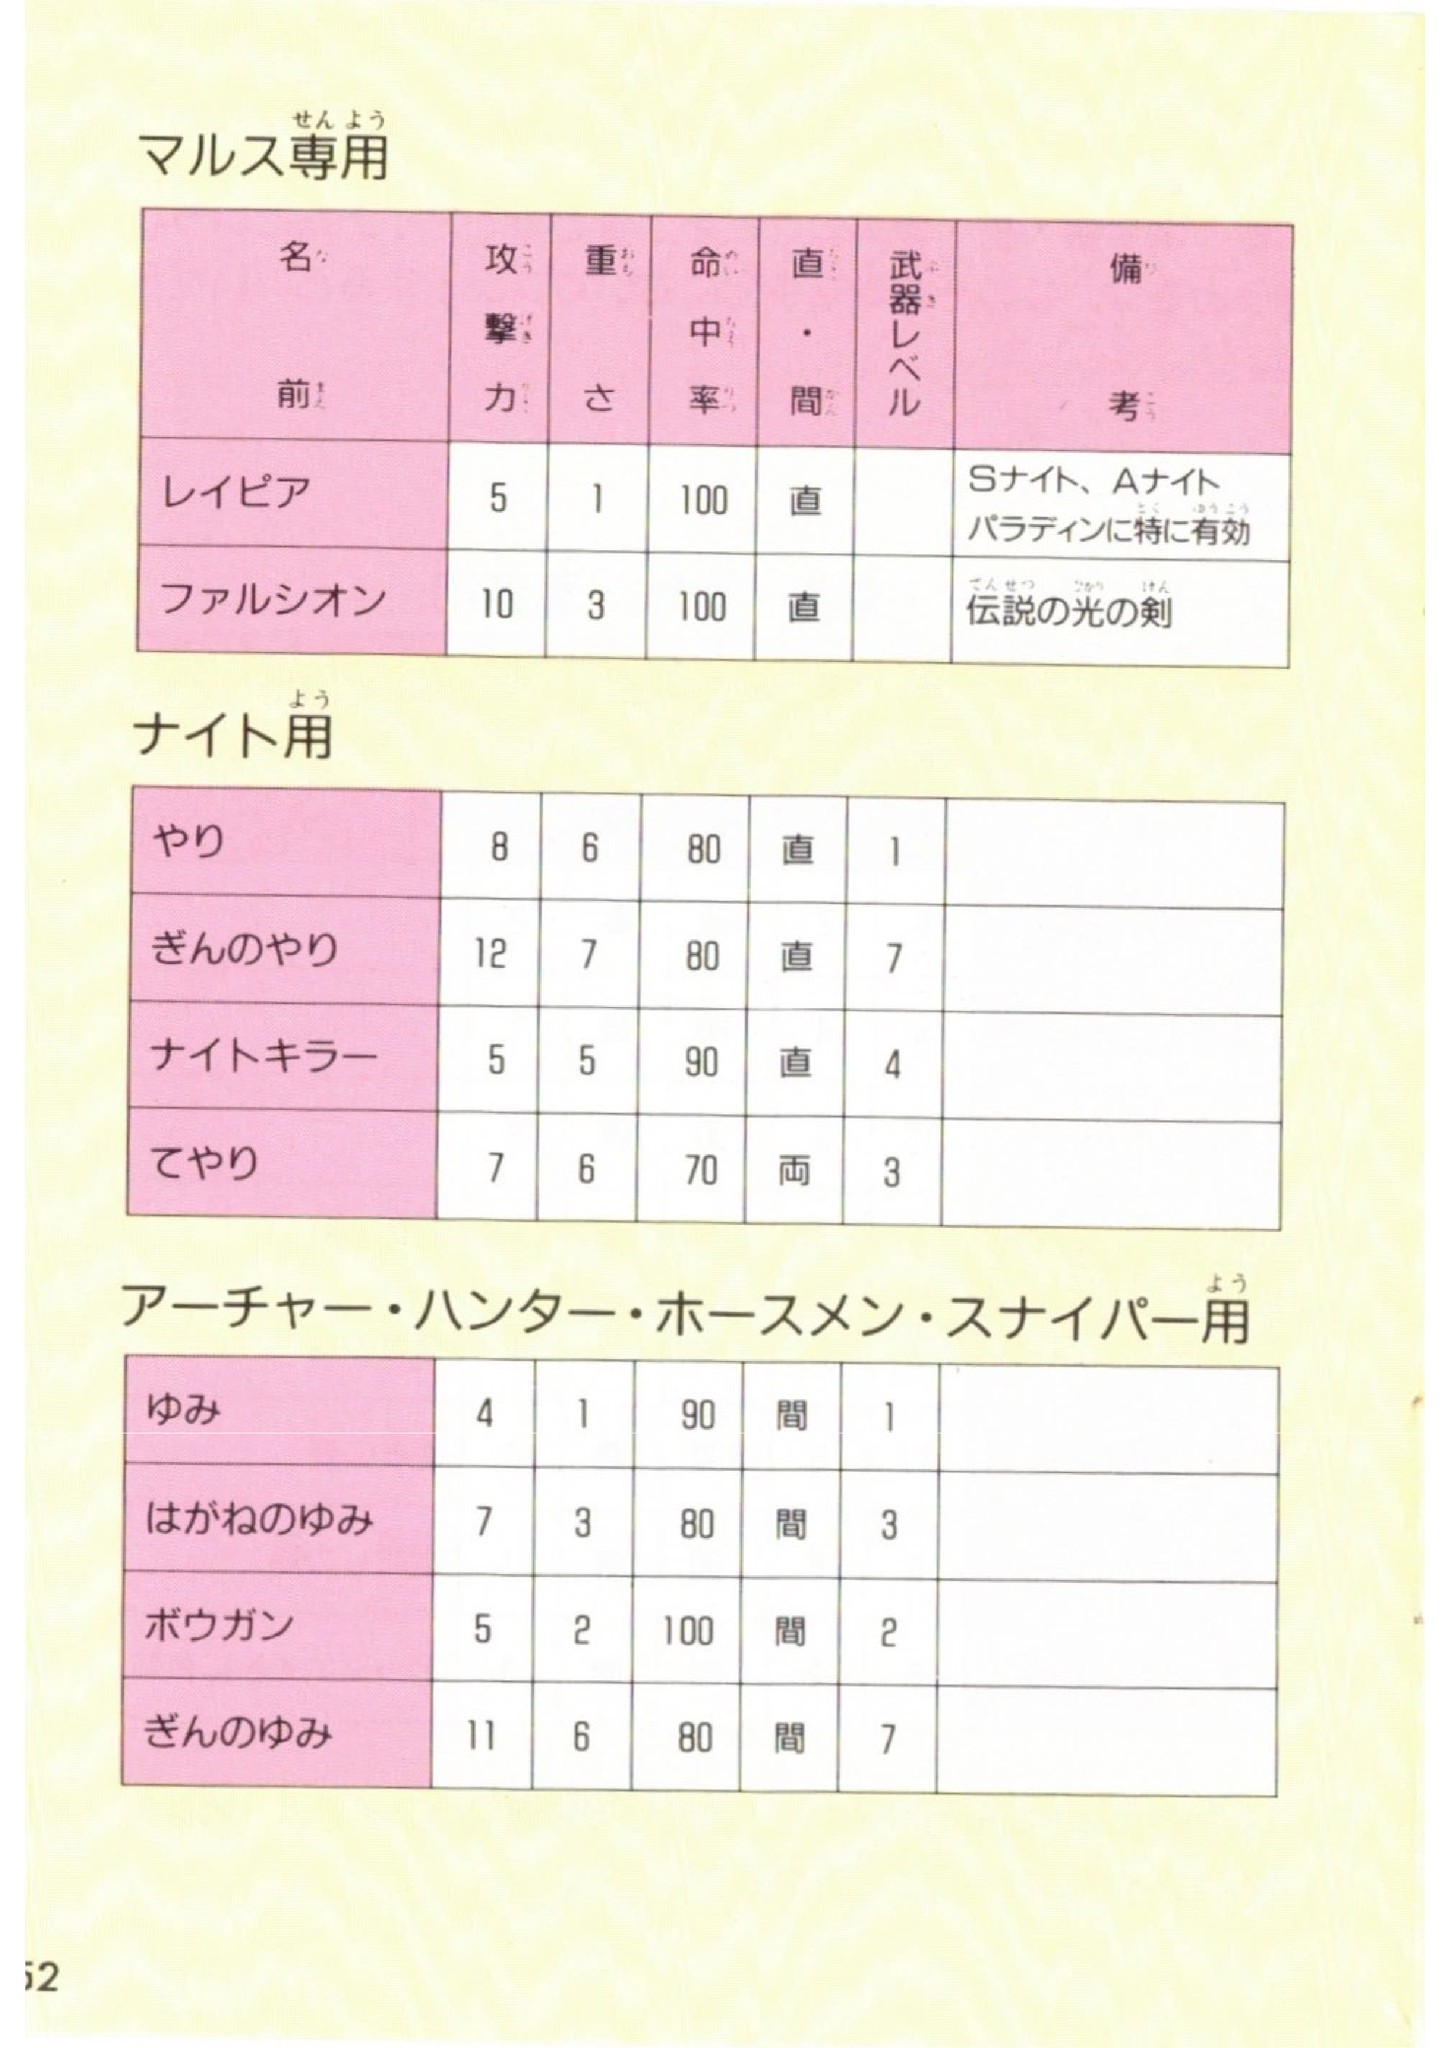 マルス専用
名前 攻撃力 重さ 命中率 直・間 武器レベル 備考
レイピア 5 1 100 直 Sナイト、Aナイト
パラディンに特に有効
ファルシオン 10 3 100 直 伝説の光の剣
ナイト用
やり 8 6 80 直 1
ぎんのやり 12 7 80 直 7
ナイトキラー 5 5 90 直 4
てやり 7 6 70 両 3
アーチャー・ハンター・ホースメン・スナイパー用
ゆみ 4 1 90 間 1
はがねのゆみ 7 3 80 間 3
ボウガン 5 2 100 間 2
ぎんのゆみ 11 6 80 間 7
52